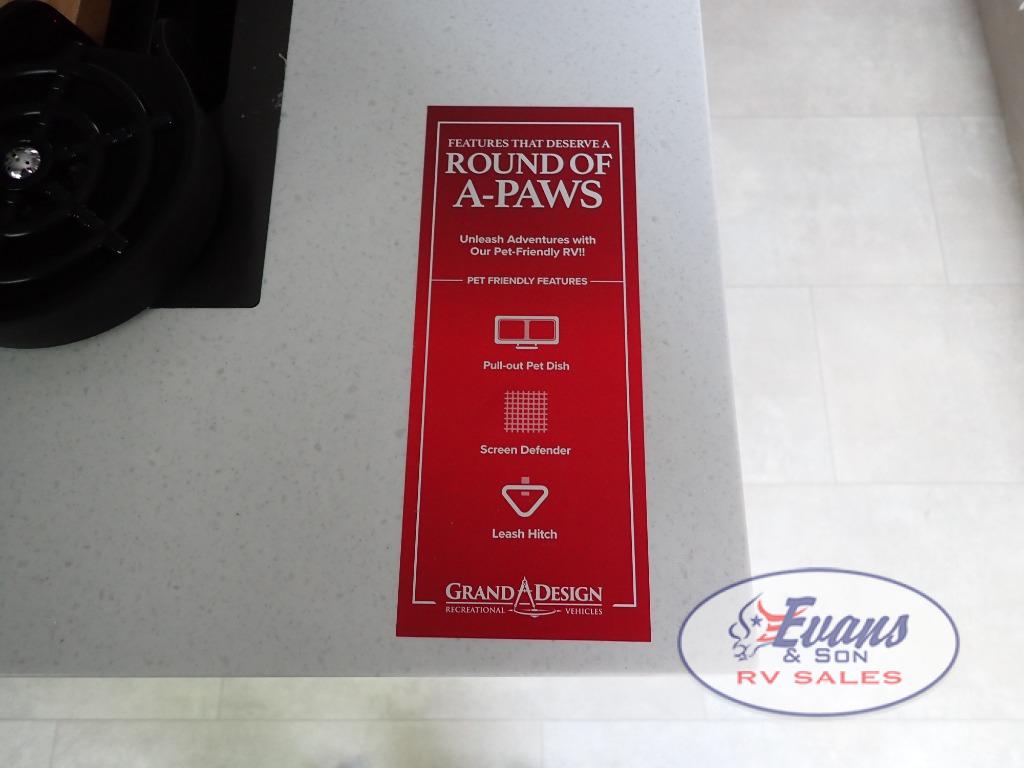 FEATURES THAT DESERVE A
ROUND OF
A-PAWS
Unleash Adventures with
Our Pet-Friendly RV!!
PET FRIENDLY FEATURES
Pull-out Pet Dish
Screen Defender
Leash Hitch
GRAND DESIGN
RECREATIONAL VEHICLES
Evans
& SON
RV SALES